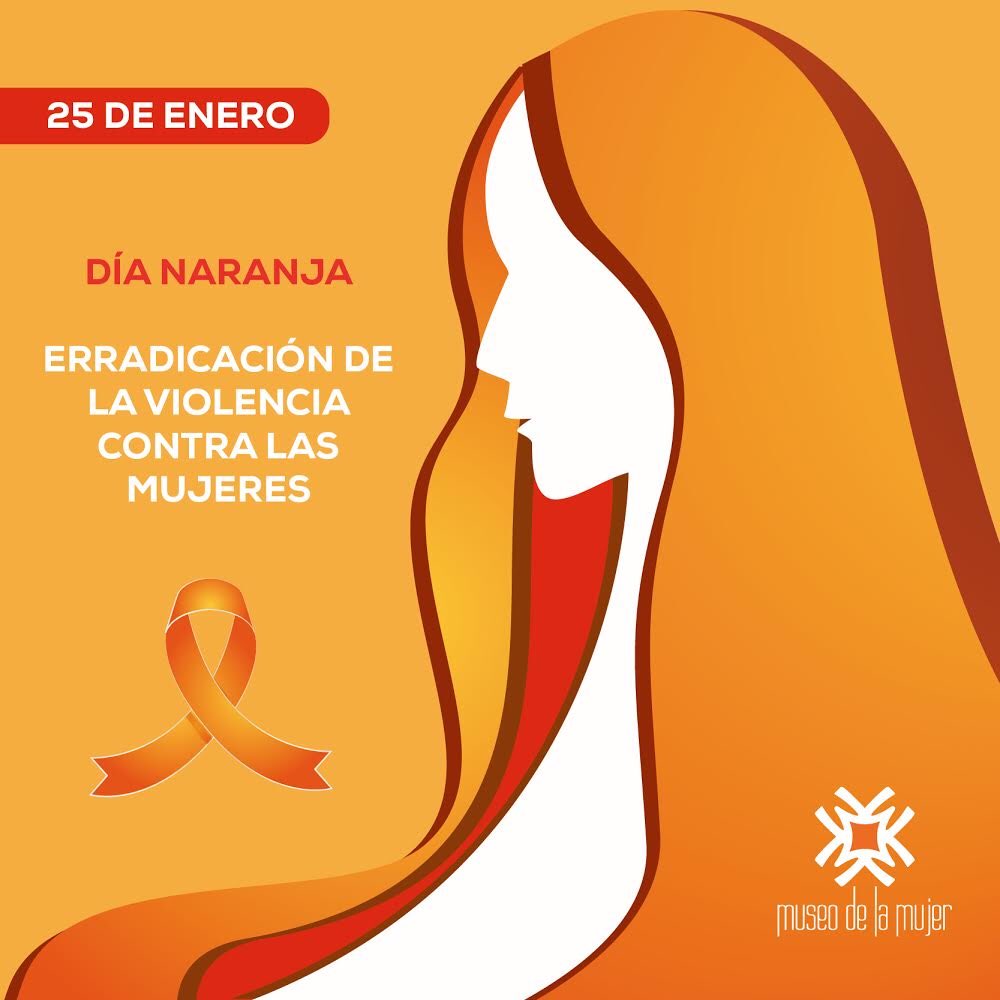 25 DE ENERO
DÍA NARANJA
ERRADICACIÓN DE
LA VIOLENCIA
CONTRA LAS
MUJERES
museo de la mujer